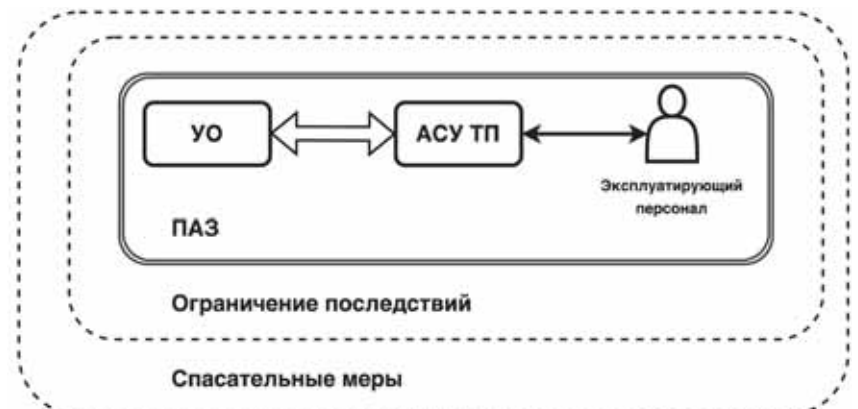 УО
АСУ ТП
Эксплуатирующий
персонал
ПАЗ
Ограничение последствий
Спасательные меры